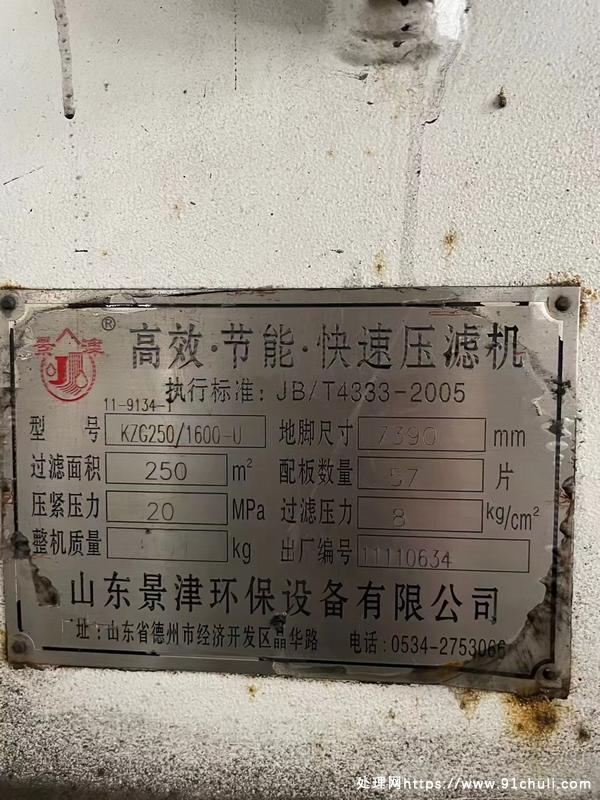 景津®
高效·节能·快速压滤机
执行标准: JB/T4333-2005
11-9134-1
型 号 KZG250/1600-U 地脚尺寸 7390 mm
过滤面积 250 m² 配板数量 57 片
压紧压力 20 MPa 过滤压力 8 kg/cm²
整机质量 kg 出厂编号 11110634
山东景津环保设备有限公司
址:山东省德州市经济开发区晶华路 电话:0534-2753066
处理网https://www.91chuli.com